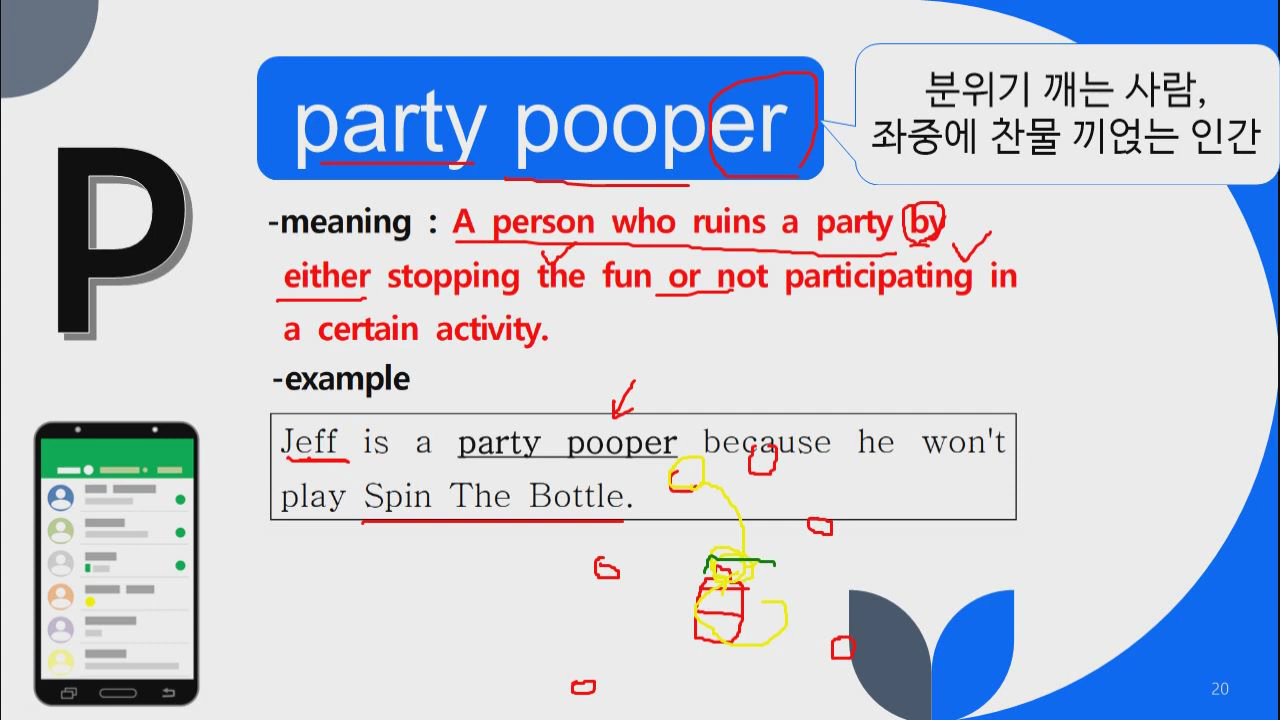 party pooper
분위기 깨는 사람,
좌중에 찬물 끼얹는 인간
P
-meaning : A person who ruins a party by
either stopping the fun or not participating in
a certain activity.
-example
Jeff is a party pooper because he won't
play Spin The Bottle.
20